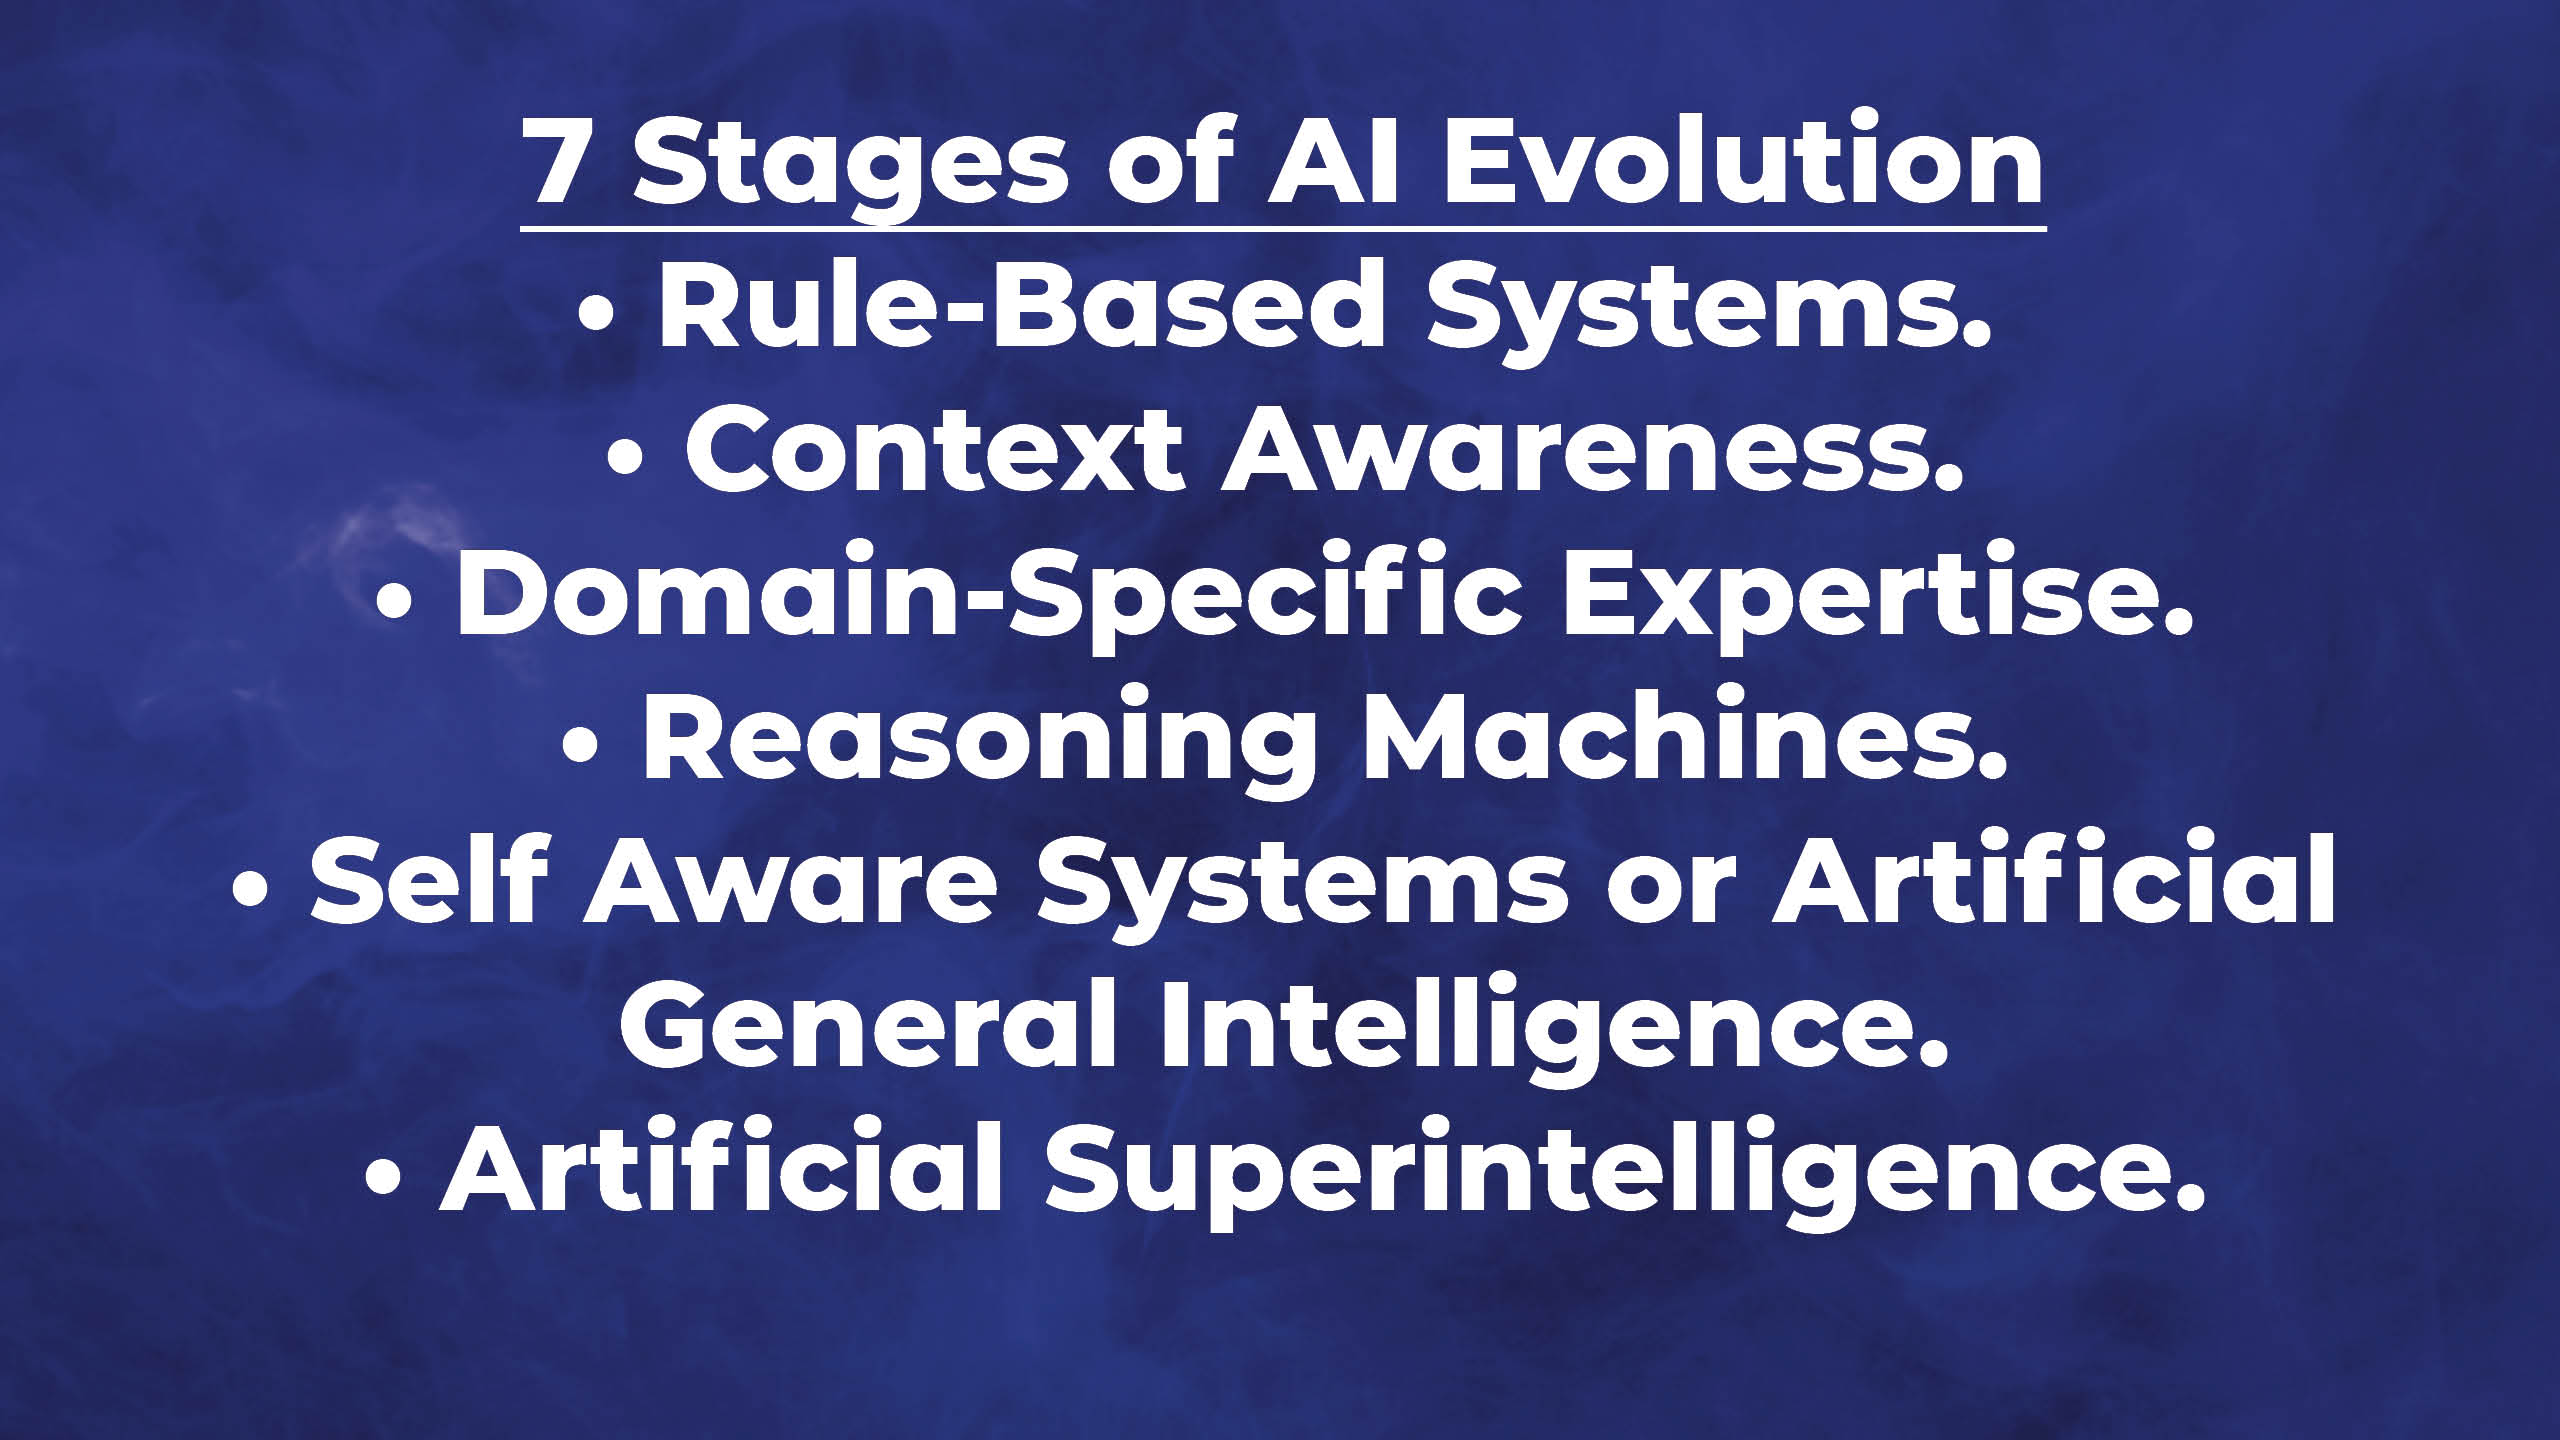 7 Stages of AI Evolution
• Rule-Based Systems.
• Context Awareness.
• Domain-Specific Expertise.
• Reasoning Machines.
• Self Aware Systems or Artificial
General Intelligence.
• Artificial Superintelligence.